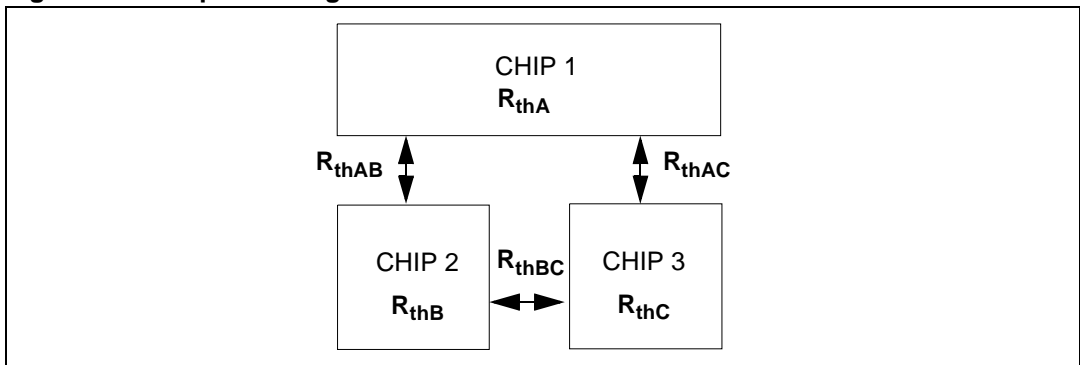 CHIP 1
RthA
RthAB
RthAC
CHIP 2
RthBC
CHIP 3
RthB
RthC